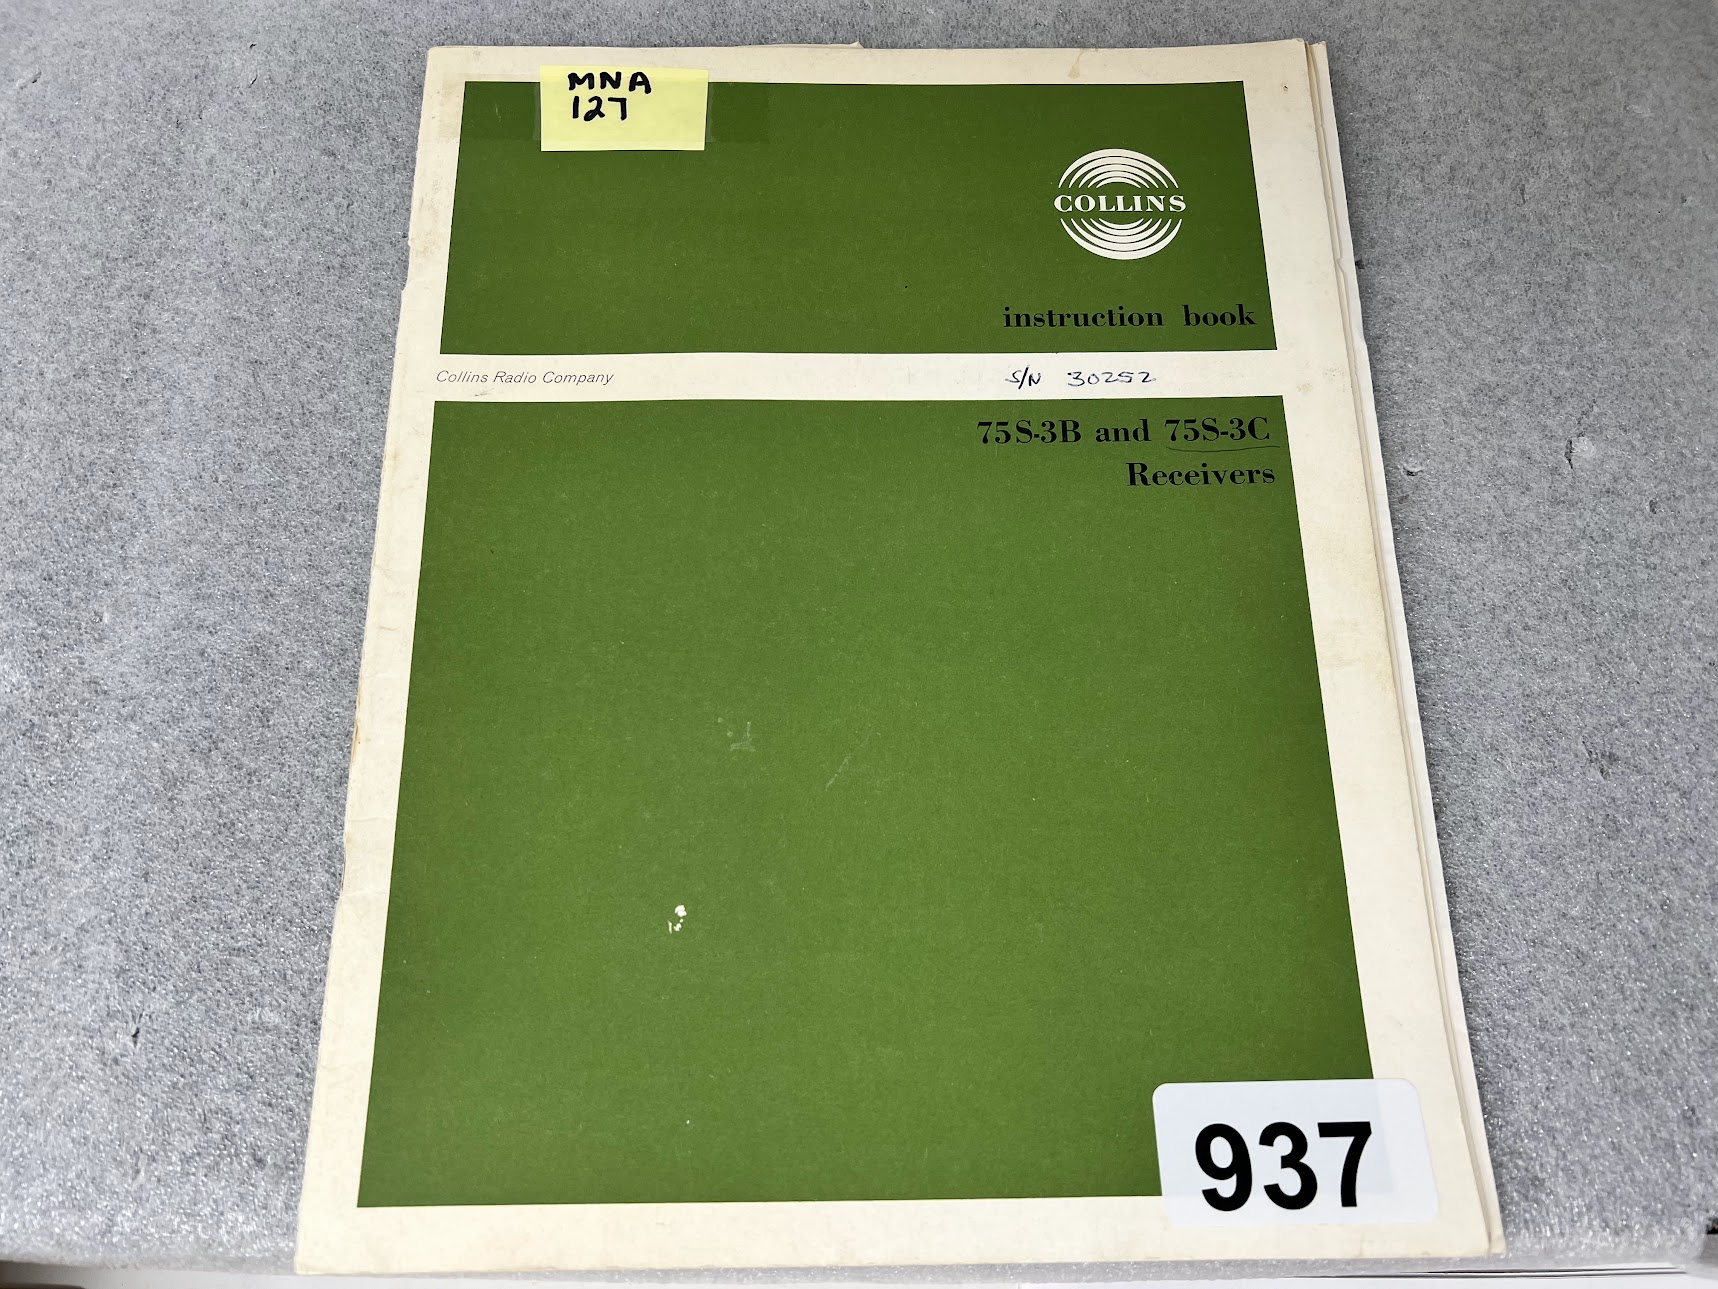 MNA
127
COLLINS
instruction book
Collins Radio Company
S/N 30252
75S-3B and 75S-3C
Receivers
937